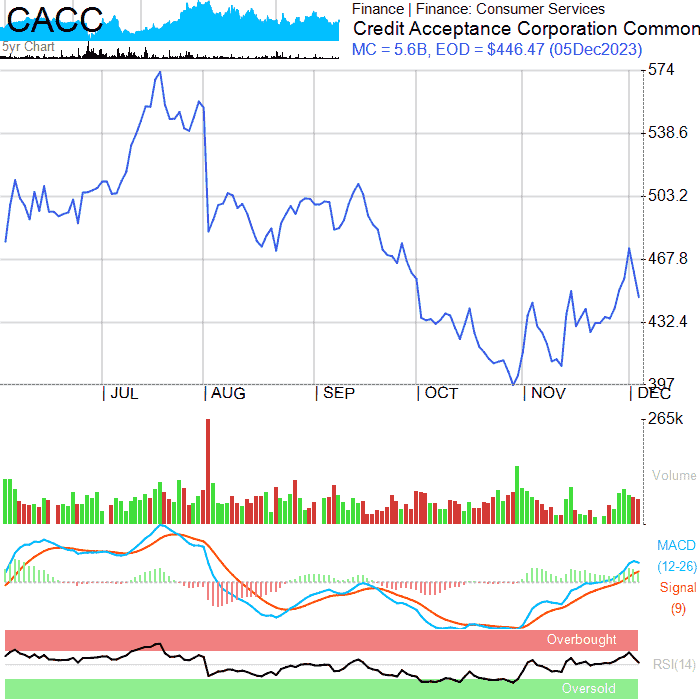 CACC
5yr Chart
Finance | Finance: Consumer Services
Credit Acceptance Corporation Common
MC = 5.6B, EOD = $446.47 (05Dec2023)
574
538.6
503.2
467.8
432.4
397
| JUL
| AUG
| SEP
| OCT
| NOV
| DEC
265k
Volume
MACD
(12-26)
Signal
(9)
Overbought
RSI(14)
Oversold